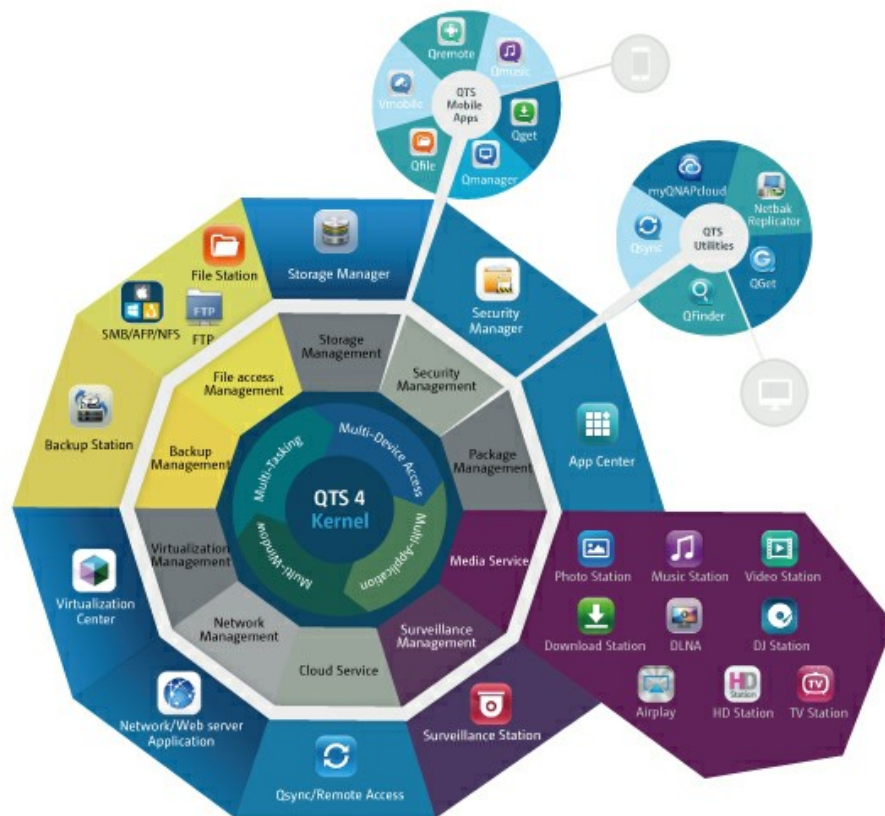 Qremote
Qmusic
Vmobile
QTS
Mobile
Apps
Qget
Qfile
Qmanager
myQNAPcloud
Netbak
Replicator
Qsync
QTS
Utilities
QGet
QFinder
File Station
Storage Manager
SMB/AFP/NFS
FTP
FTP
Security
Manager
Storage
Management
File access
Management
Security
Management
Backup Station
Backup
Management
Multi-Tasking
Multi-Device Access
Package
Management
App Center
QTS 4
Kernel
Multi-Window
Multi-Application
Virtualization
Management
Media Service
Virtualization
Center
Network
Management
Surveillance
Management
Cloud Service
Photo Station
Music Station
Video Station
Download Station
DLNA
DJ Station
HD
Station
TV
Airplay
HD Station
TV Station
Network/Web server
Application
Surveillance Station
Qsync/Remote Access